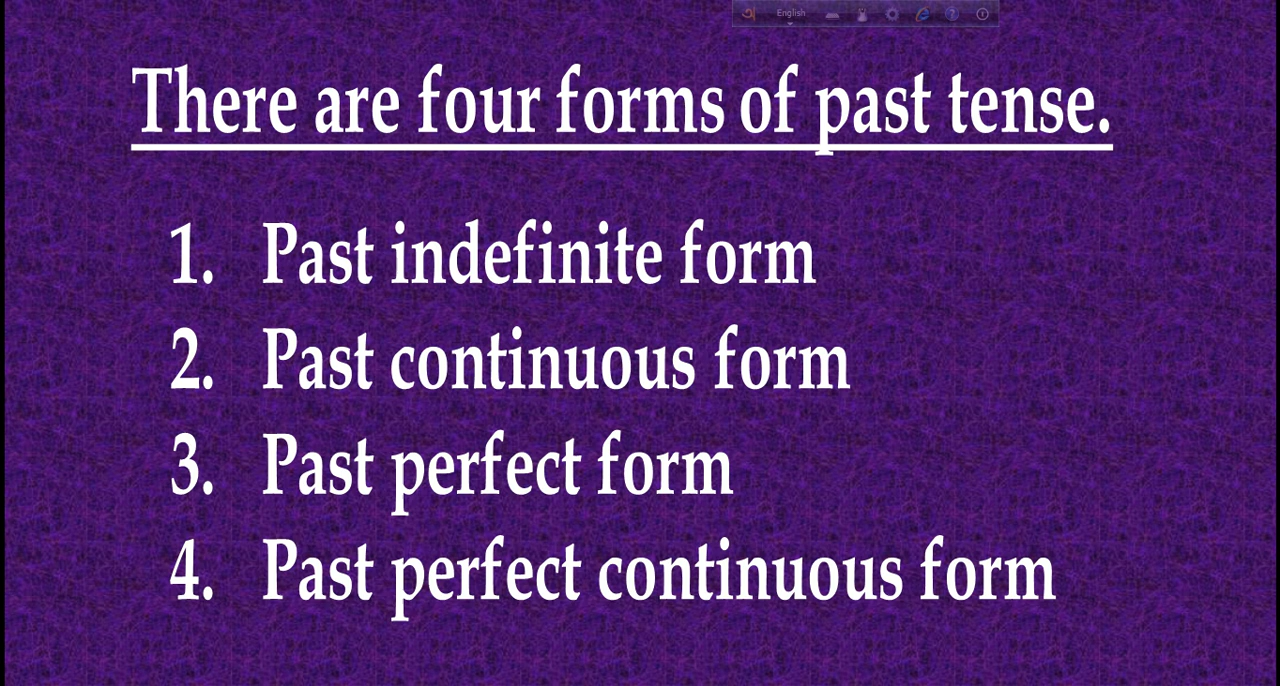 অ English
There are four forms of past tense.
1. Past indefinite form
2. Past continuous form
3. Past perfect form
4. Past perfect continuous form